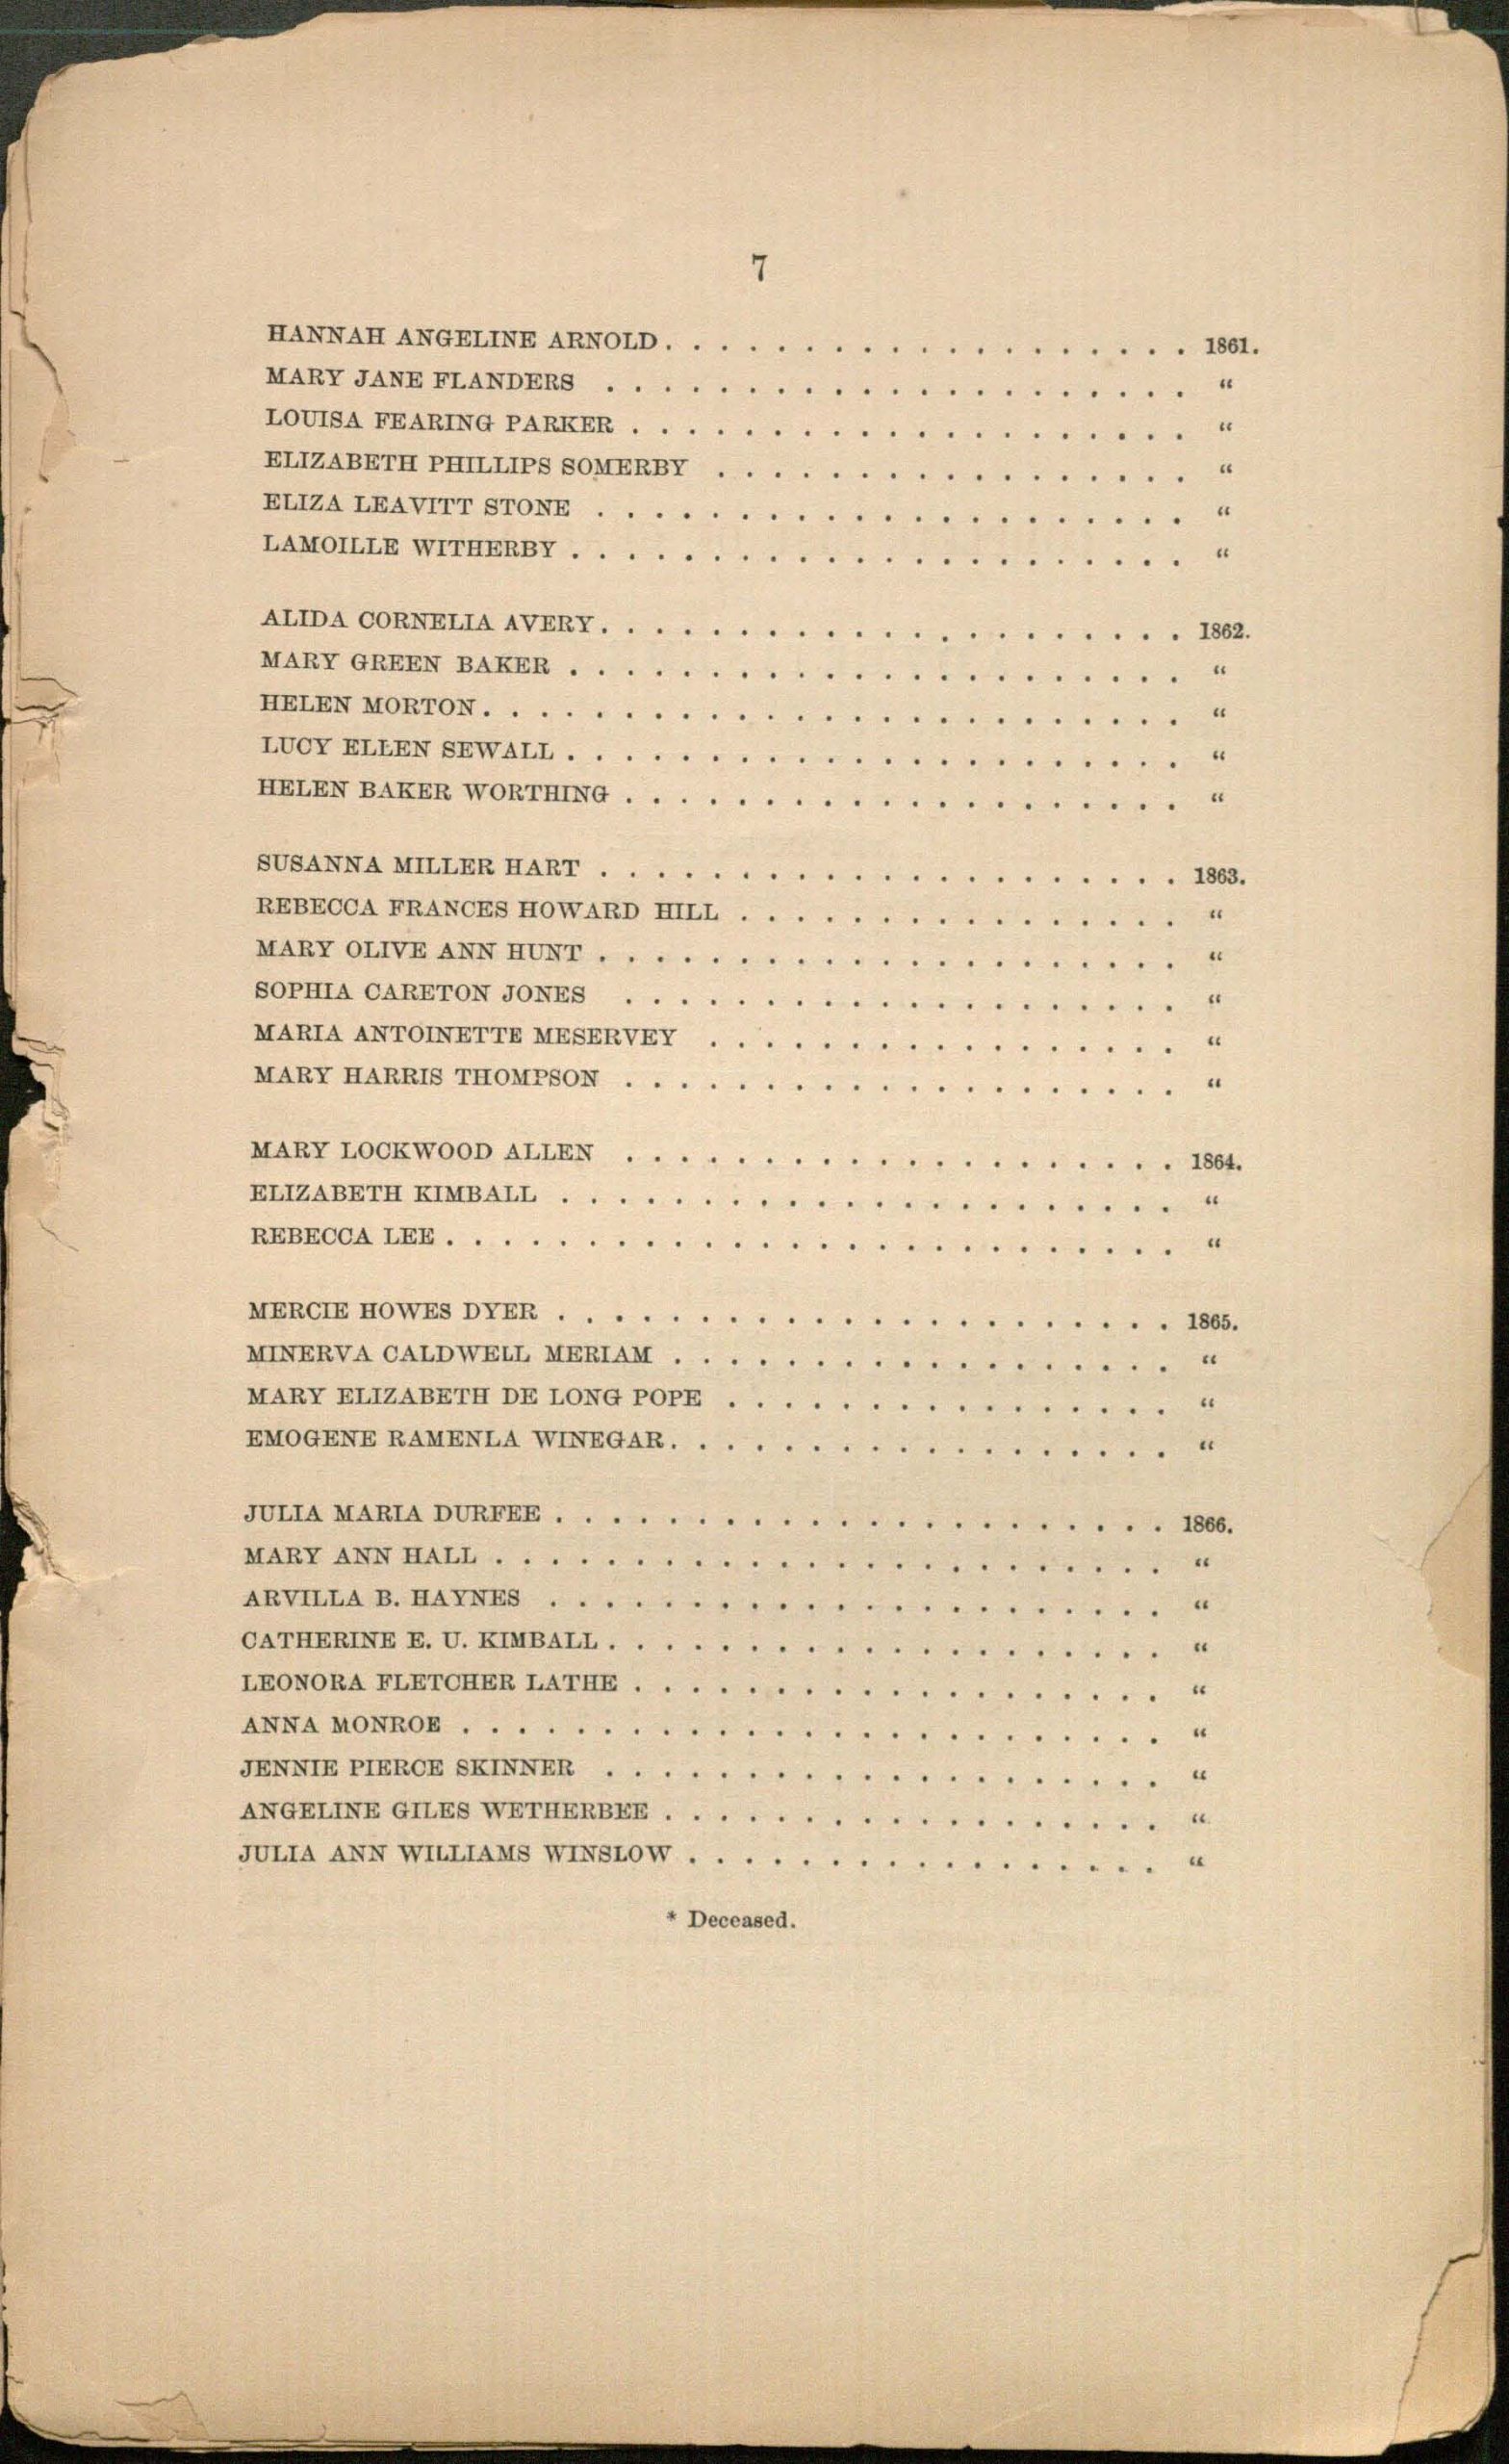 7
HANNAH ANGELINE ARNOLD. . . . . . . . . . . . . . . . . . . 1861.
MARY JANE FLANDERS . . . . . . . . . . . . . . . . . . . . . “
LOUISA FEARING PARKER . . . . . . . . . . . . . . . . . . . . “
ELIZABETH PHILLIPS SOMERBY . . . . . . . . . . . . . . . . . “
ELIZA LEAVITT STONE . . . . . . . . . . . . . . . . . . . . . “
LAMOILLE WITHERBY . . . . . . . . . . . . . . . . . . . . . . “
ALIDA CORNELIA AVERY. . . . . . . . . . . . . . . . . . . . . 1862.
MARY GREEN BAKER . . . . . . . . . . . . . . . . . . . . . . “
HELEN MORTON. . . . . . . . . . . . . . . . . . . . . . . . . “
LUCY ELLEN SEWALL . . . . . . . . . . . . . . . . . . . . . . “
HELEN BAKER WORTHING . . . . . . . . . . . . . . . . . . . . “
SUSANNA MILLER HART . . . . . . . . . . . . . . . . . . . . . 1863.
REBECCA FRANCES HOWARD HILL . . . . . . . . . . . . . . . . “
MARY OLIVE ANN HUNT . . . . . . . . . . . . . . . . . . . . . “
SOPHIA CARETON JONES . . . . . . . . . . . . . . . . . . . . “
MARIA ANTOINETTE MESERVEY . . . . . . . . . . . . . . . . . “
MARY HARRIS THOMPSON . . . . . . . . . . . . . . . . . . . . “
MARY LOCKWOOD ALLEN . . . . . . . . . . . . . . . . . . . . 1864.
ELIZABETH KIMBALL . . . . . . . . . . . . . . . . . . . . . . “
REBECCA LEE . . . . . . . . . . . . . . . . . . . . . . . . . . “
MERCIE HOWES DYER . . . . . . . . . . . . . . . . . . . . . . 1865.
MINERVA CALDWELL MERIAM . . . . . . . . . . . . . . . . . . “
MARY ELIZABETH DE LONG POPE . . . . . . . . . . . . . . . . “
EMOGENE RAMENLA WINEGAR. . . . . . . . . . . . . . . . . . “
JULIA MARIA DURFEE . . . . . . . . . . . . . . . . . . . . . . 1866.
MARY ANN HALL . . . . . . . . . . . . . . . . . . . . . . . . “
ARVILLA B. HAYNES . . . . . . . . . . . . . . . . . . . . . . “
CATHERINE E. U. KIMBALL . . . . . . . . . . . . . . . . . . . . “
LEONORA FLETCHER LATHE . . . . . . . . . . . . . . . . . . . “
ANNA MONROE . . . . . . . . . . . . . . . . . . . . . . . . . “
JENNIE PIERCE SKINNER . . . . . . . . . . . . . . . . . . . . “
ANGELINE GILES WETHERBEE . . . . . . . . . . . . . . . . . . “
JULIA ANN WILLIAMS WINSLOW . . . . . . . . . . . . . . . . . “
* Deceased.